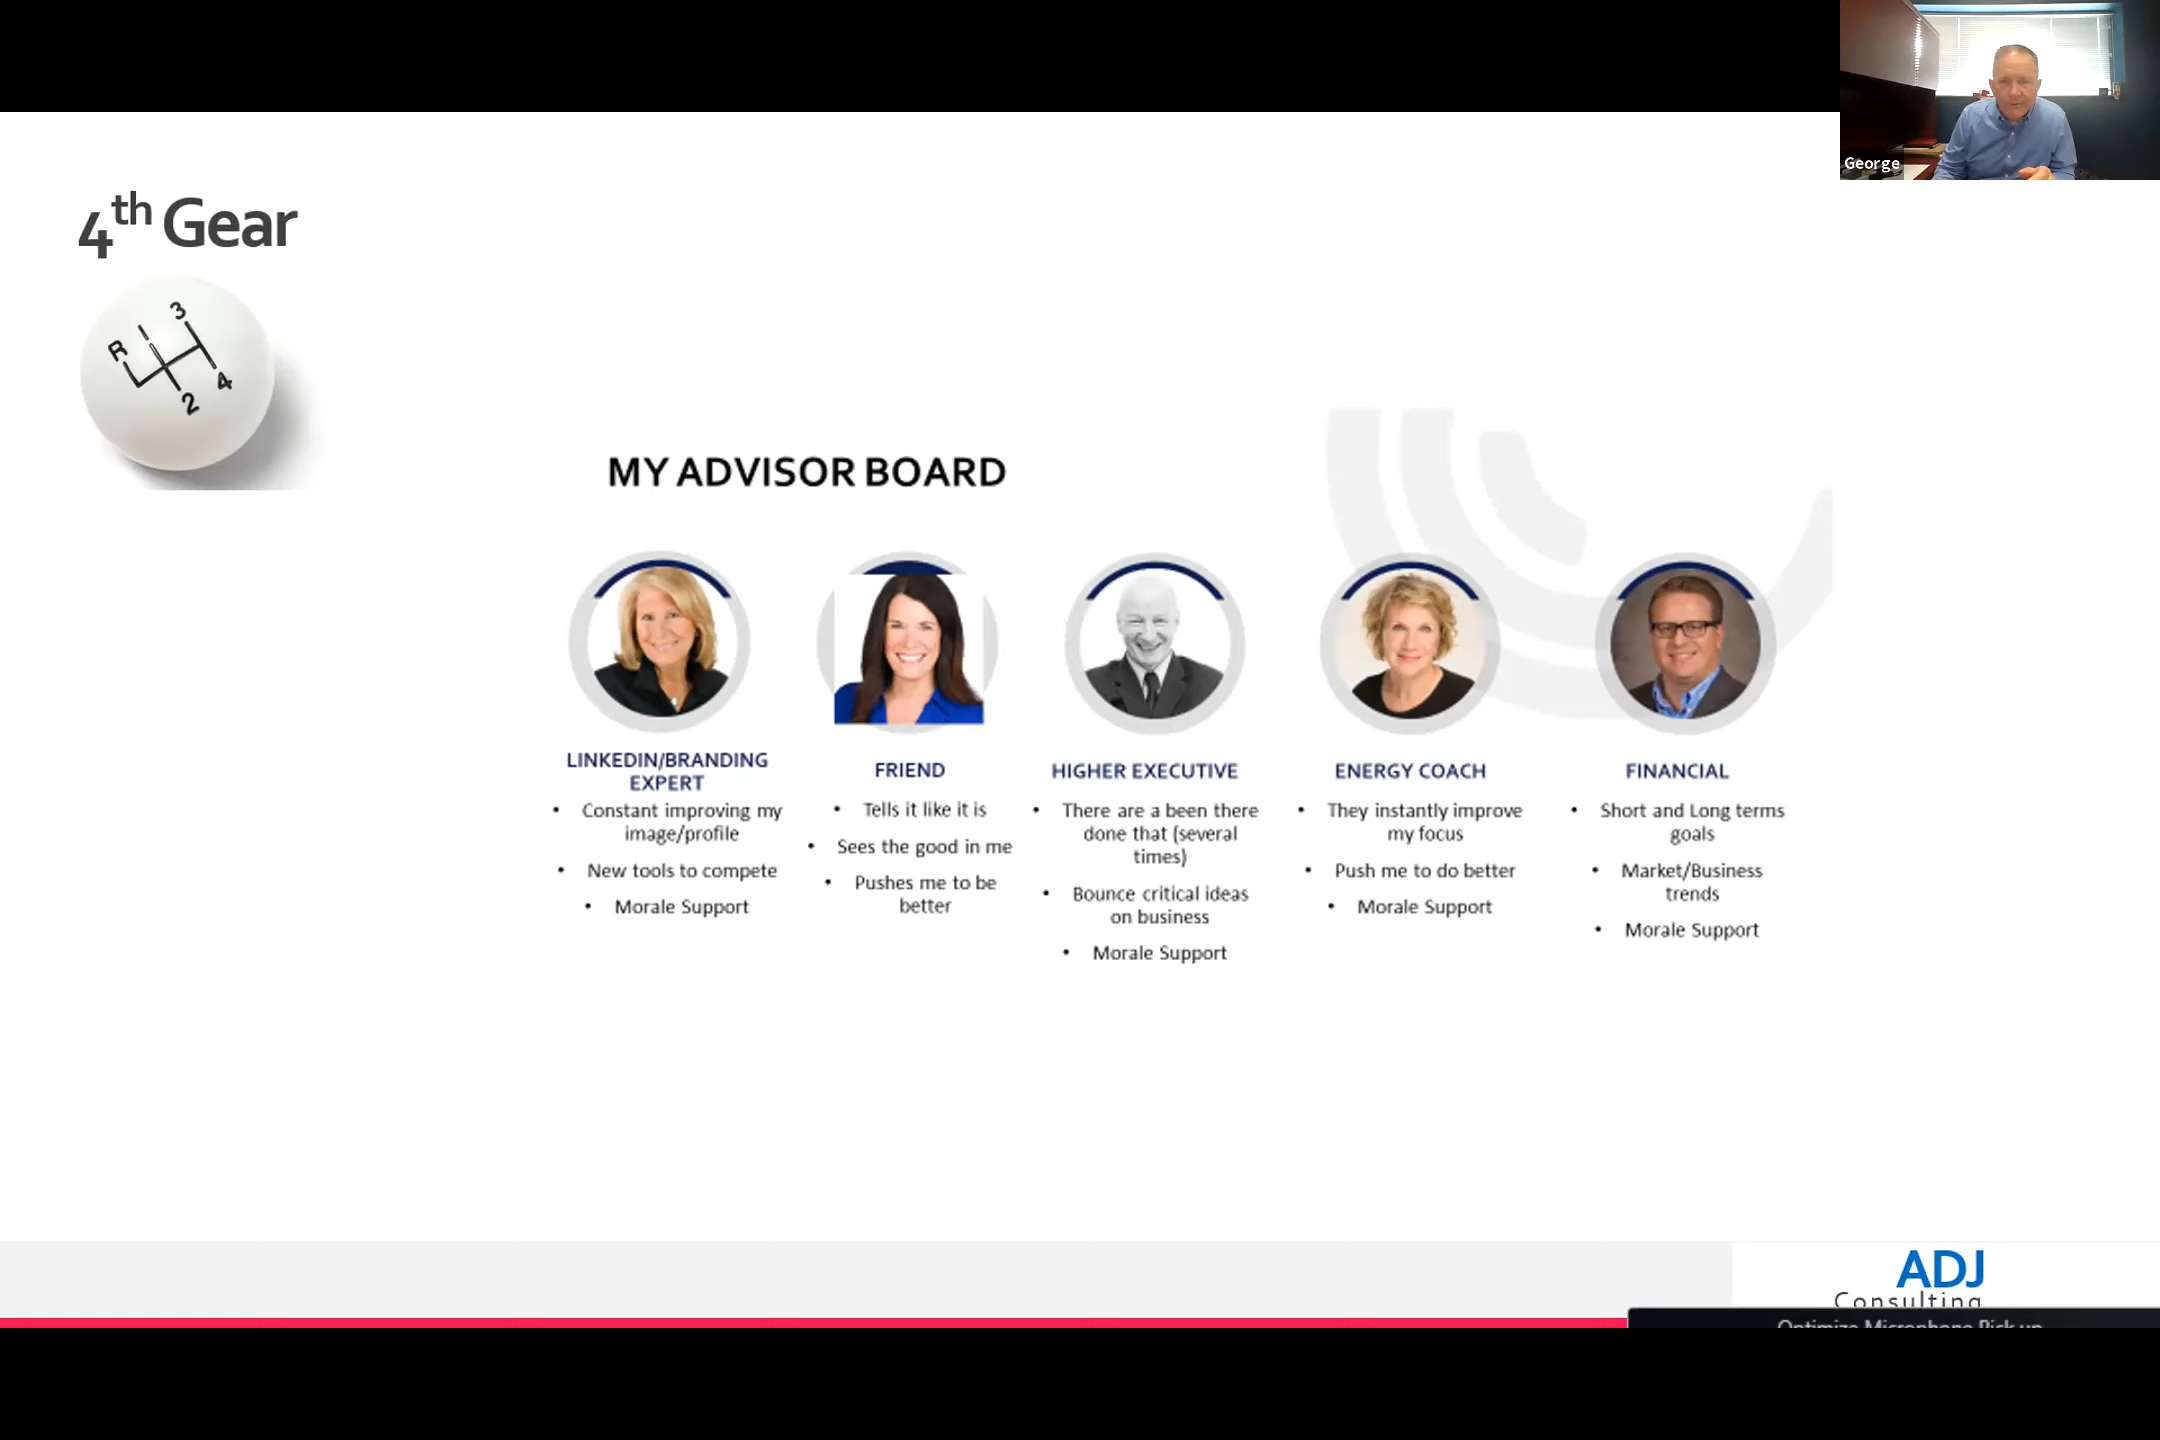 George
4th Gear
R
3
2
4
MY ADVISOR BOARD
LINKEDIN/BRANDING
EXPERT
• Constant improving my
image/profile
• New tools to compete
• Morale Support
FRIEND
• Tells it like it is
• Sees the good in me
• Pushes me to be
better
HIGHER EXECUTIVE
• There are a been there
done that (several
times)
• Bounce critical ideas
on business
• Morale Support
ENERGY COACH
• They instantly improve
my focus
• Push me to do better
• Morale Support
FINANCIAL
• Short and Long terms
goals
• Market/Business
trends
• Morale Support
ADJ
Consulting
Optimize Microphone Pick up